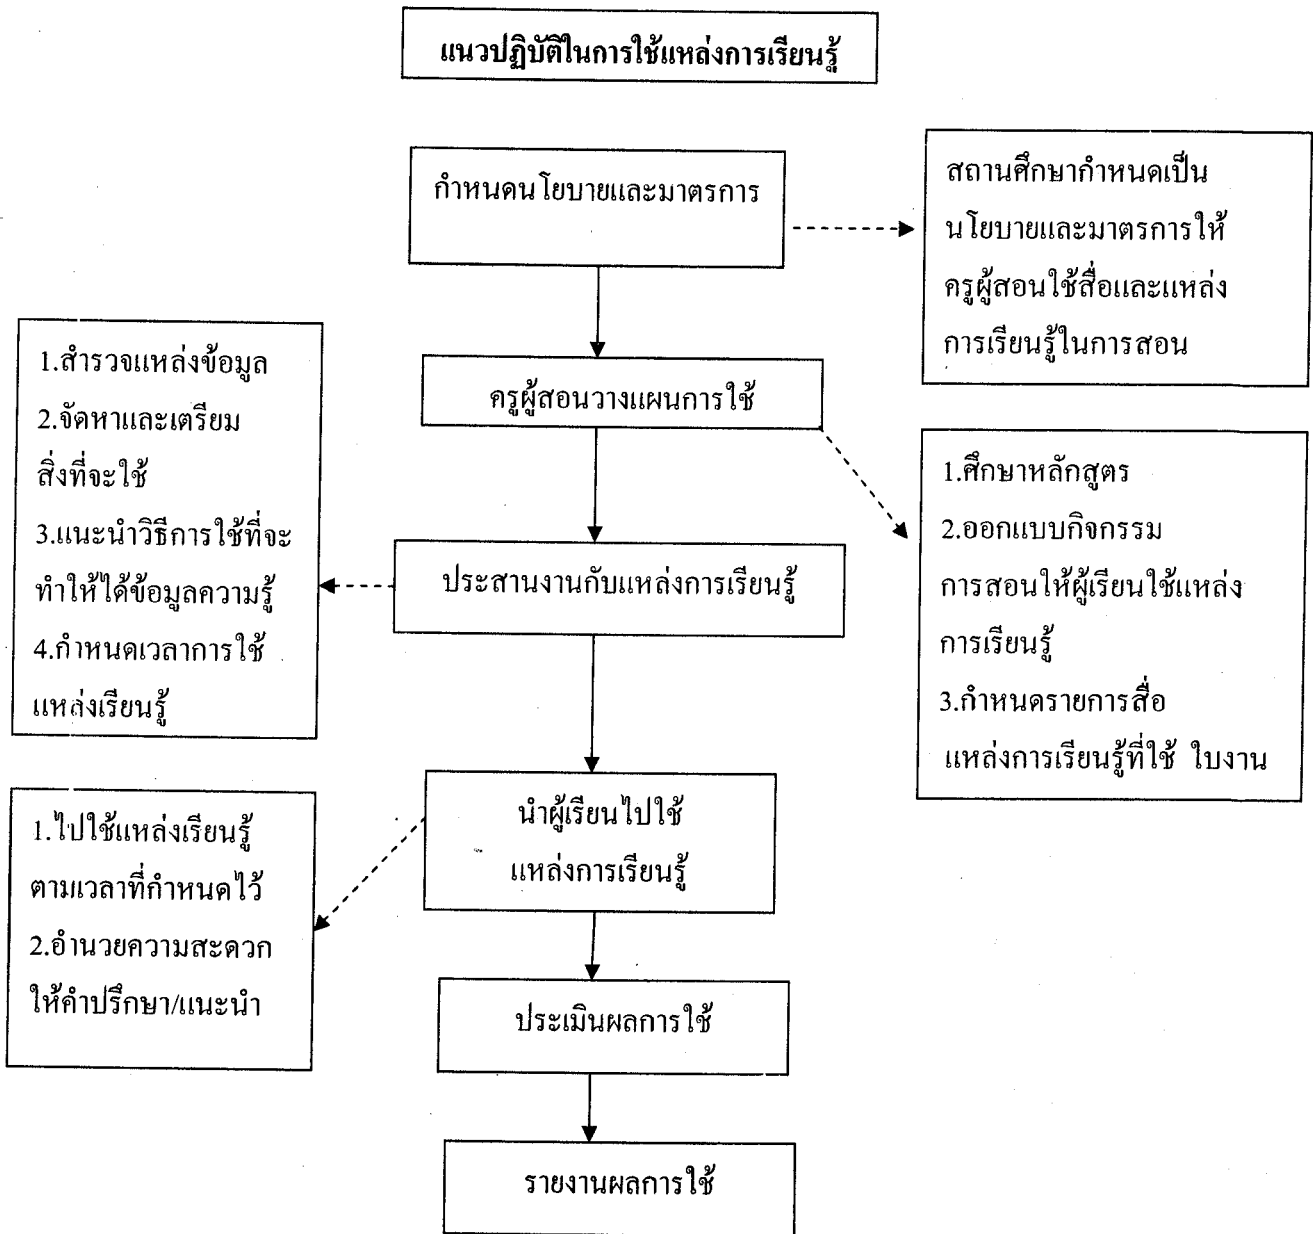 แนวปฏิบัติในการใช้แหล่งการเรียนรู้
กำหนดนโยบายและมาตรการ
สถานศึกษากำหนดเป็น
นโยบายและมาตรการให้
ครูผู้สอนใช้สื่อและแหล่ง
การเรียนรู้ในการสอน
ครูผู้สอนวางแผนการใช้
1.ศึกษาหลักสูตร
2.ออกแบบกิจกรรม
การสอนให้ผู้เรียนใช้แหล่ง
การเรียนรู้
3.กำหนดรายการสื่อ
แหล่งการเรียนรู้ที่ใช้ ใบงาน
ประสานงานกับแหล่งการเรียนรู้
1.สำรวจแหล่งข้อมูล
2.จัดหาและเตรียม
สิ่งที่จะใช้
3.แนะนำวิธีการใช้ที่จะ
ทำให้ได้ข้อมูลความรู้
4.กำหนดเวลาการใช้
แหล่งเรียนรู้
นำผู้เรียนไปใช้
แหล่งการเรียนรู้
1.ไปใช้แหล่งเรียนรู้
ตามเวลาที่กำหนดไว้
2.อำนวยความสะดวก
ให้คำปรึกษา/แนะนำ
ประเมินผลการใช้
รายงานผลการใช้